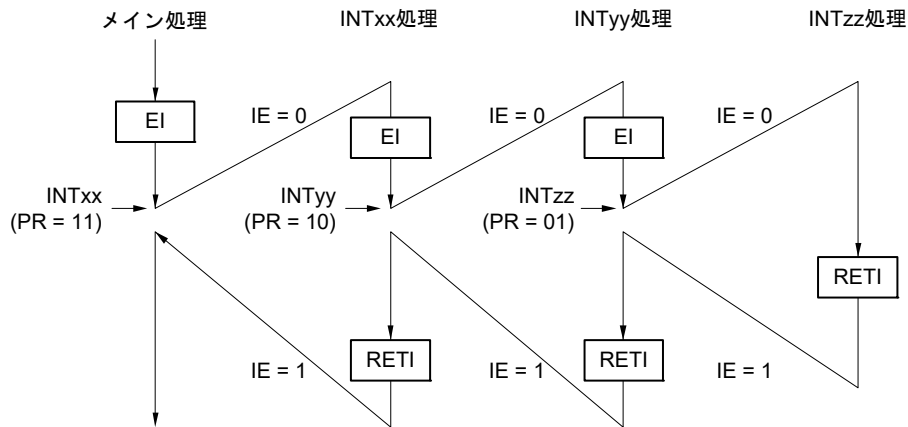 メイン処理
INTxx処理
INTyy処理
INTzz処理
EI
IE = 0
EI
IE = 0
EI
IE = 0
INTxx
(PR = 11)
INTyy
(PR = 10)
INTzz
(PR = 01)
RETI
IE = 1
RETI
IE = 1
RETI
IE = 1